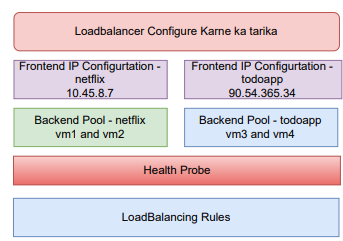 Loadbalancer Configure Karne ka tarika
Frontend IP Configurtation -
netflix
10.45.8.7
Frontend IP Configurtation -
todoapp
90.54.365.34
Backend Pool - netflix
vm1 and vm2
Backend Pool - todoapp
vm3 and vm4
Health Probe
LoadBalancing Rules